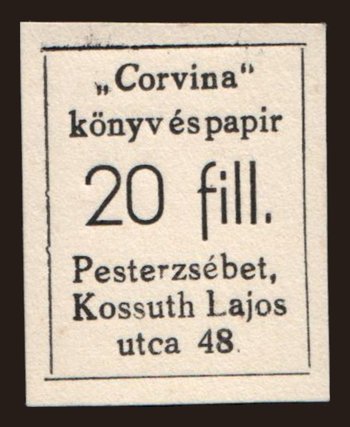 „Corvina“
könyv és papir
20 fill.
Pesterzsébet,
Kossuth Lajos
utca 48.